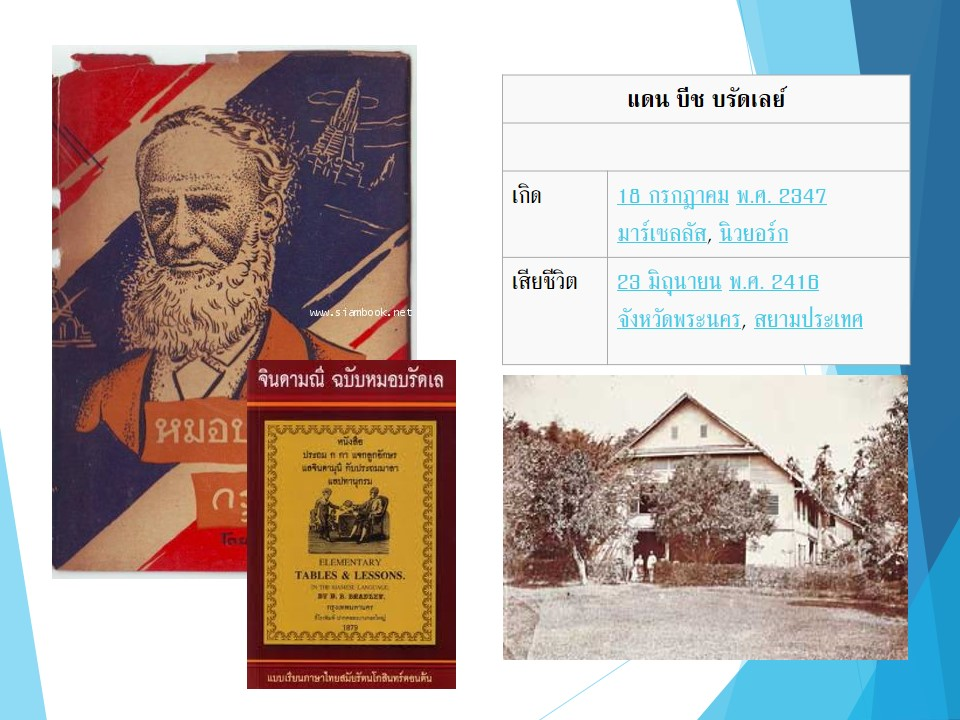 www.siambook.net
หมอบ
กรุ
โดย
จินดามณี ฉบับหมอบรัดเล
หนังสือ
ประถม ก กา แจกลูกอักษร
แลจินดามุนี กับประถมมาลา
แลปทานุกรม
ELEMENTARY
TABLES & LESSONS.
IN THE SIAMESE LANGUAGE.
BY D. B. BRADLEY.
กรุงเทพมหานคร
1879
แบบเรียนภาษาไทยสมัยรัตนโกสินทร์ตอนต้น
แดน บีช บรัดเลย์
เกิด
18 กรกฎาคม พ.ศ. 2347
มาร์เซลลัส, นิวยอร์ก
เสียชีวิต
23 มิถุนายน พ.ศ. 2416
จังหวัดพระนคร, สยามประเทศ